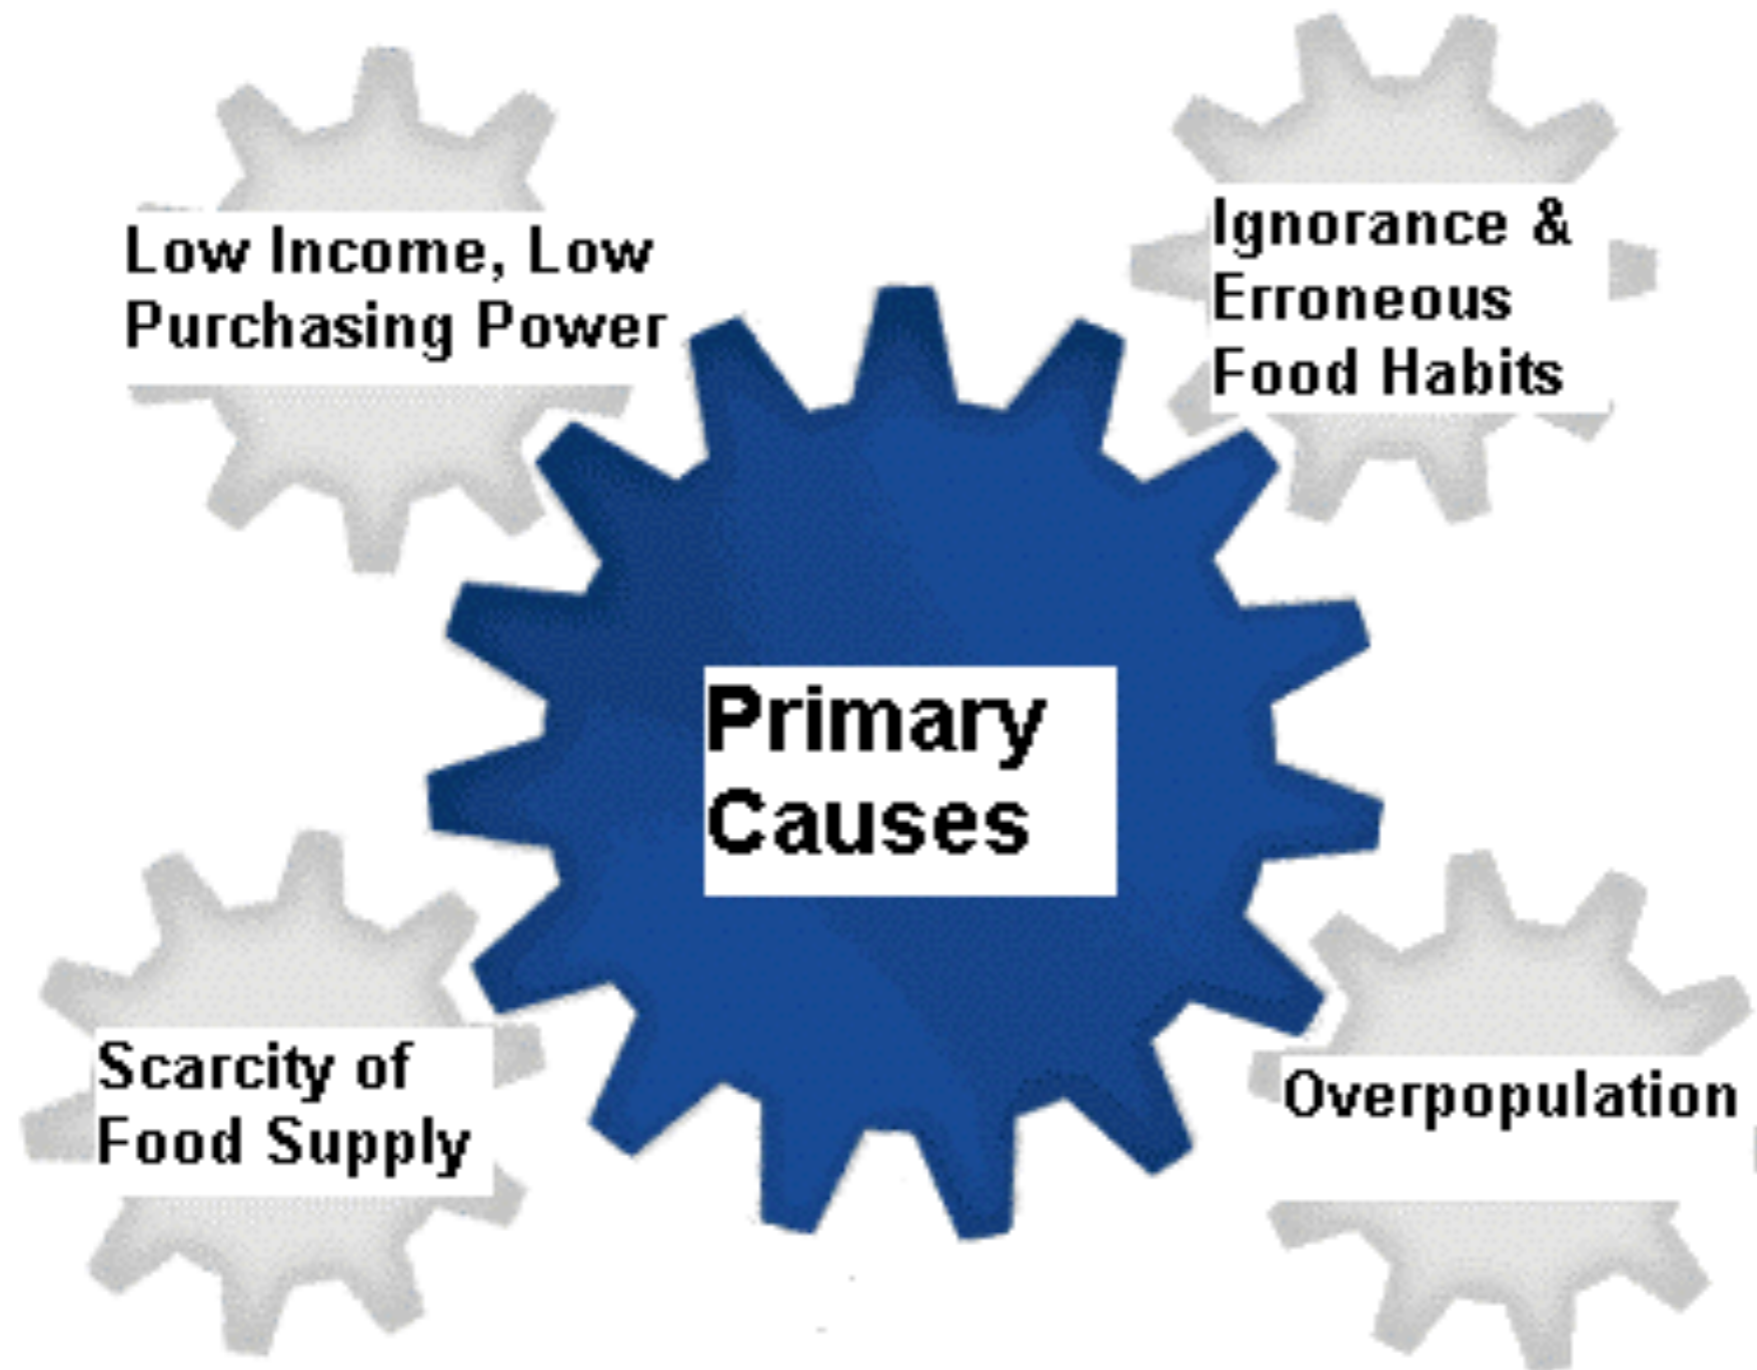 Low Income, Low
Purchasing Power
Ignorance &
Erroneous
Food Habits
Primary
Causes
Scarcity of
Food Supply
Overpopulation